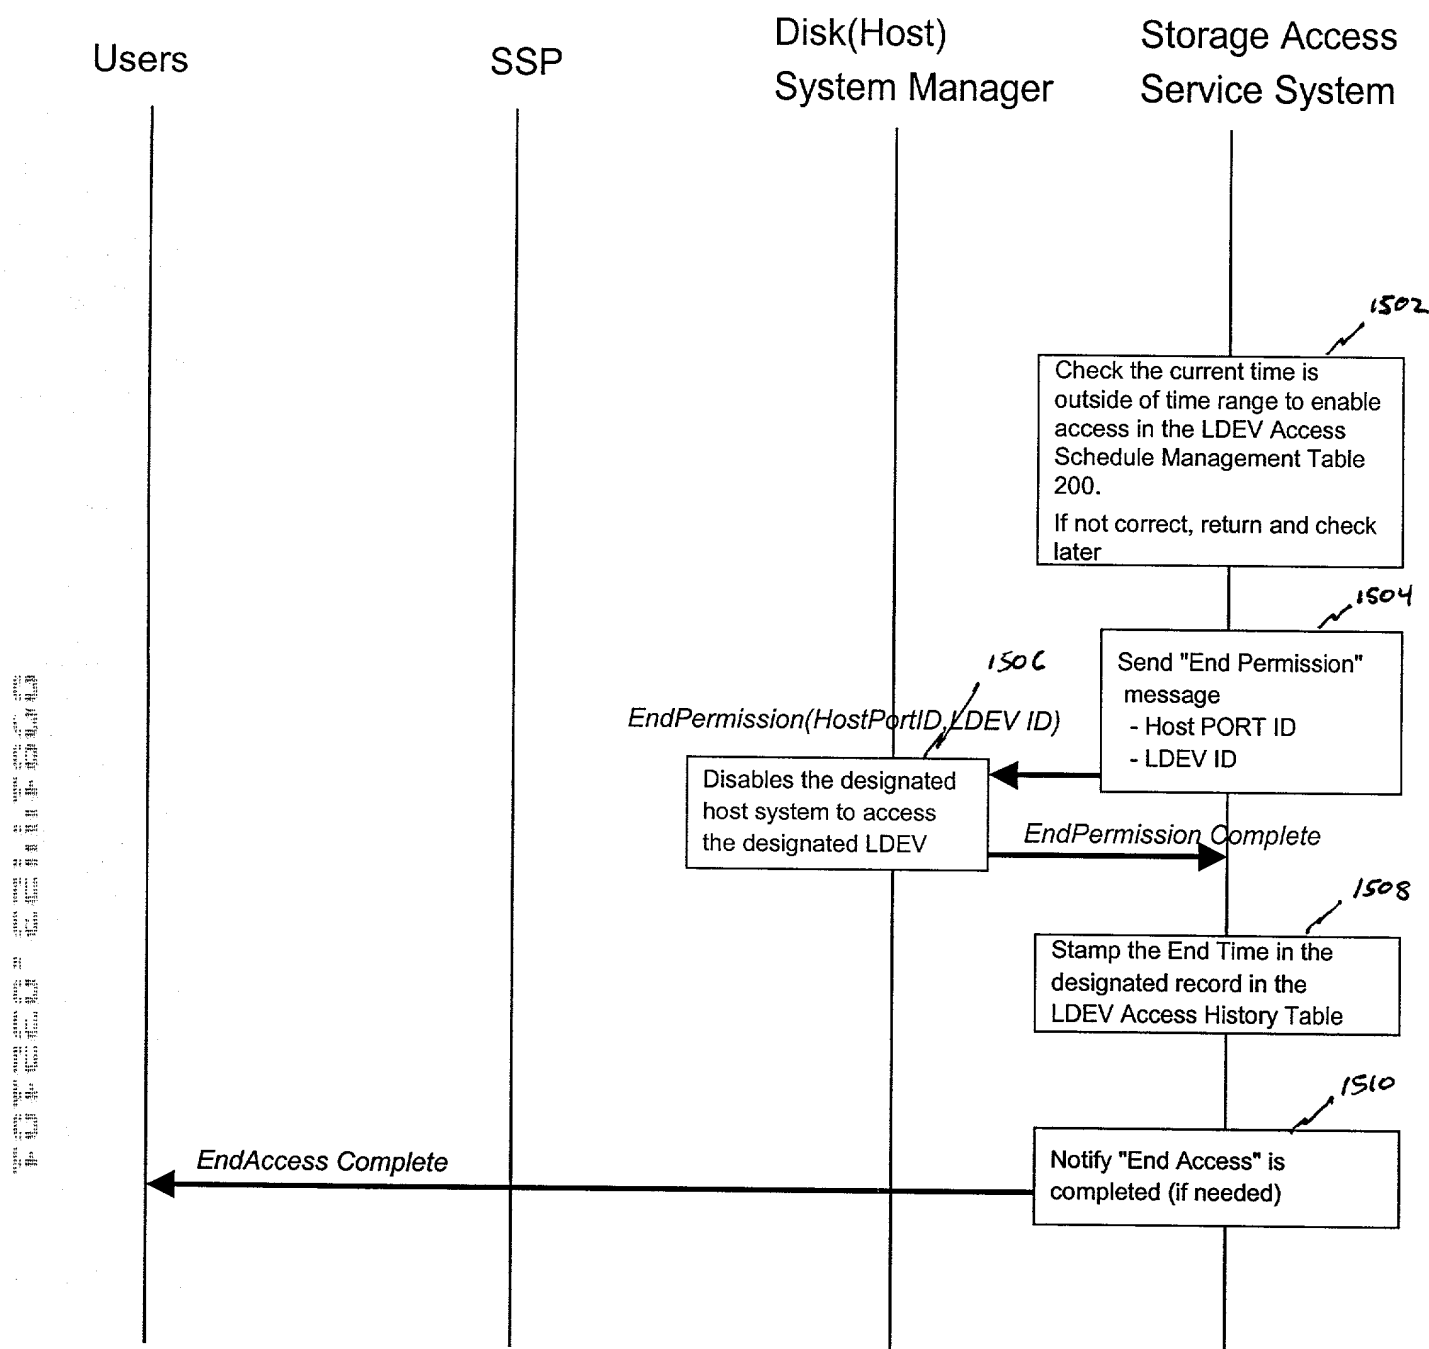 Users
SSP
Disk(Host)
System Manager
Storage Access
Service System
1502
Check the current time is
outside of time range to enable
access in the LDEV Access
Schedule Management Table
200.
If not correct, return and check
later
1504
Send "End Permission"
message
- Host PORT ID
- LDEV ID
1506
EndPermission(HostPortID,LDEV ID)
Disables the designated
host system to access
the designated LDEV
EndPermission Complete
1508
Stamp the End Time in the
designated record in the
LDEV Access History Table
1510
EndAccess Complete
Notify "End Access" is
completed (if needed)